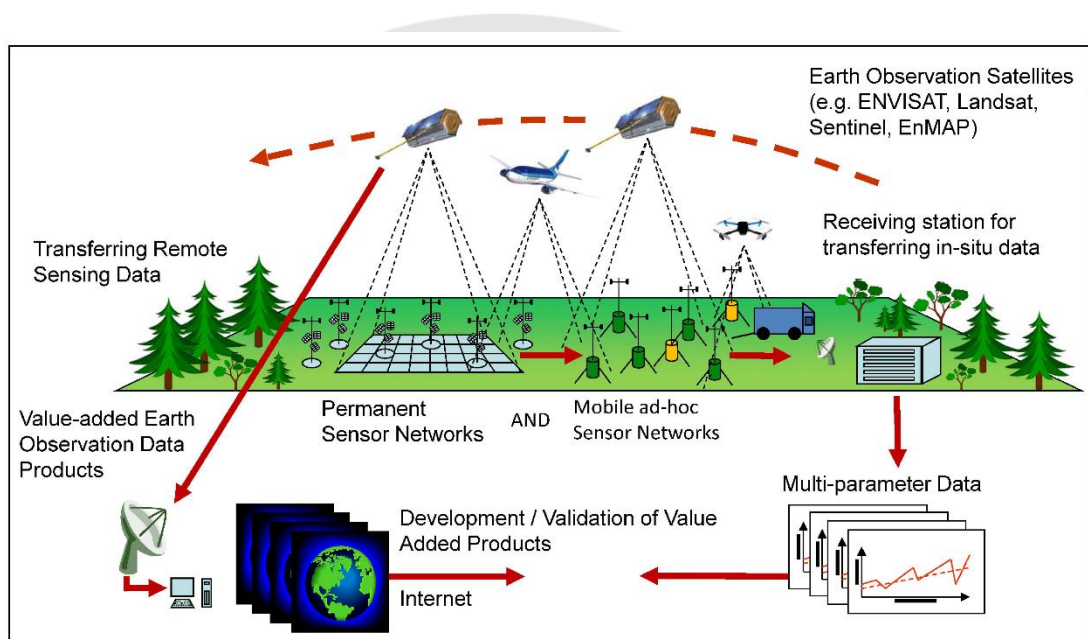 Earth Observation Satellites
(e.g. ENVISAT, Landsat,
Sentinel, EnMAP)
Receiving station for
transferring in-situ data
Transferring Remote
Sensing Data
Permanent
Sensor Networks
AND
Mobile ad-hoc
Sensor Networks
Value-added Earth
Observation Data
Products
Multi-parameter Data
Development / Validation of Value
Added Products
Internet